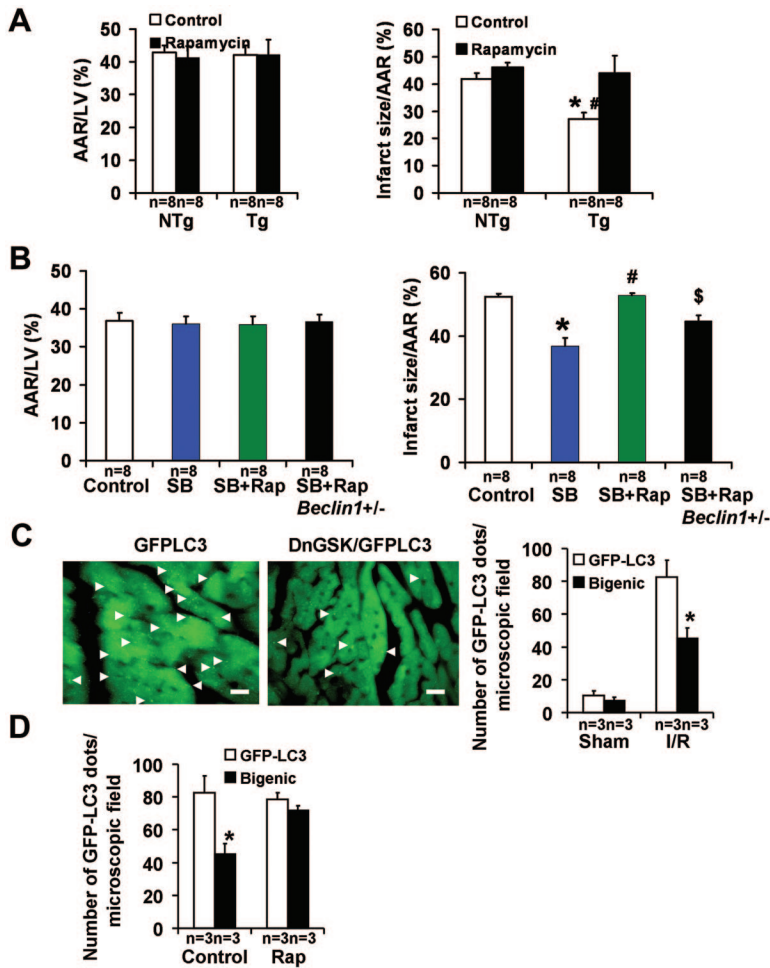 A
Control
Rapamycin
AAR/LV (%)
50
40
30
20
10
0
n=8n=8 n=8n=8
NTg Tg
Control
Rapamycin
Infarct size/AAR (%)
60
50
40
30
20
10
0
* #
n=8n=8 n=8n=8
NTg Tg
B
AAR/LV (%)
50
40
30
20
10
0
n=8 n=8 n=8 n=8
Control SB SB+Rap SB+Rap
Beclin1+/-
Infarct size/AAR (%)
60
40
20
0
*
#
$
n=8 n=8 n=8 n=8
Control SB SB+Rap SB+Rap
Beclin1+/-
C
GFPLC3 DnGSK/GFPLC3
Number of GFP-LC3 dots/
microscopic field
100
80
60
40
20
0
GFP-LC3
Bigenic
*
n=3n=3 n=3n=3
Sham I/R
D
Number of GFP-LC3 dots/
microscopic field
100
80
60
40
20
0
GFP-LC3
Bigenic
*
n=3n=3 n=3n=3
Control Rap